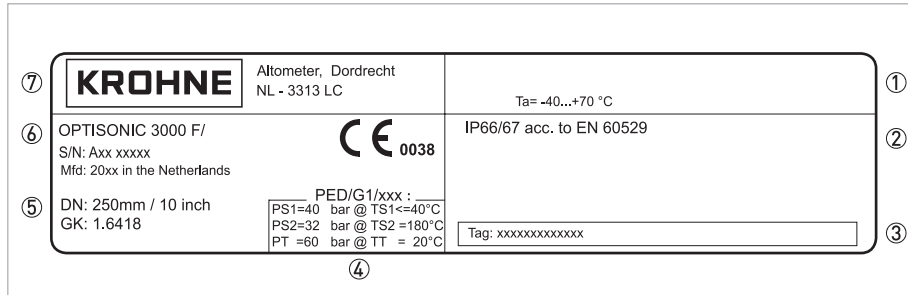 ⑦ KROHNE Altometer, Dordrecht
NL - 3313 LC
Ta= -40...+70 °C ①
⑥ OPTISONIC 3000 F/
S/N: Axx xxxxx
Mfd: 20xx in the Netherlands
CE 0038
IP66/67 acc. to EN 60529 ②
⑤ DN: 250mm / 10 inch
GK: 1.6418
PED/G1/xxx :
PS1=40 bar @ TS1<=40°C
PS2=32 bar @ TS2 =180°C
PT =60 bar @ TT = 20°C
④
Tag: xxxxxxxxxxxxx ③